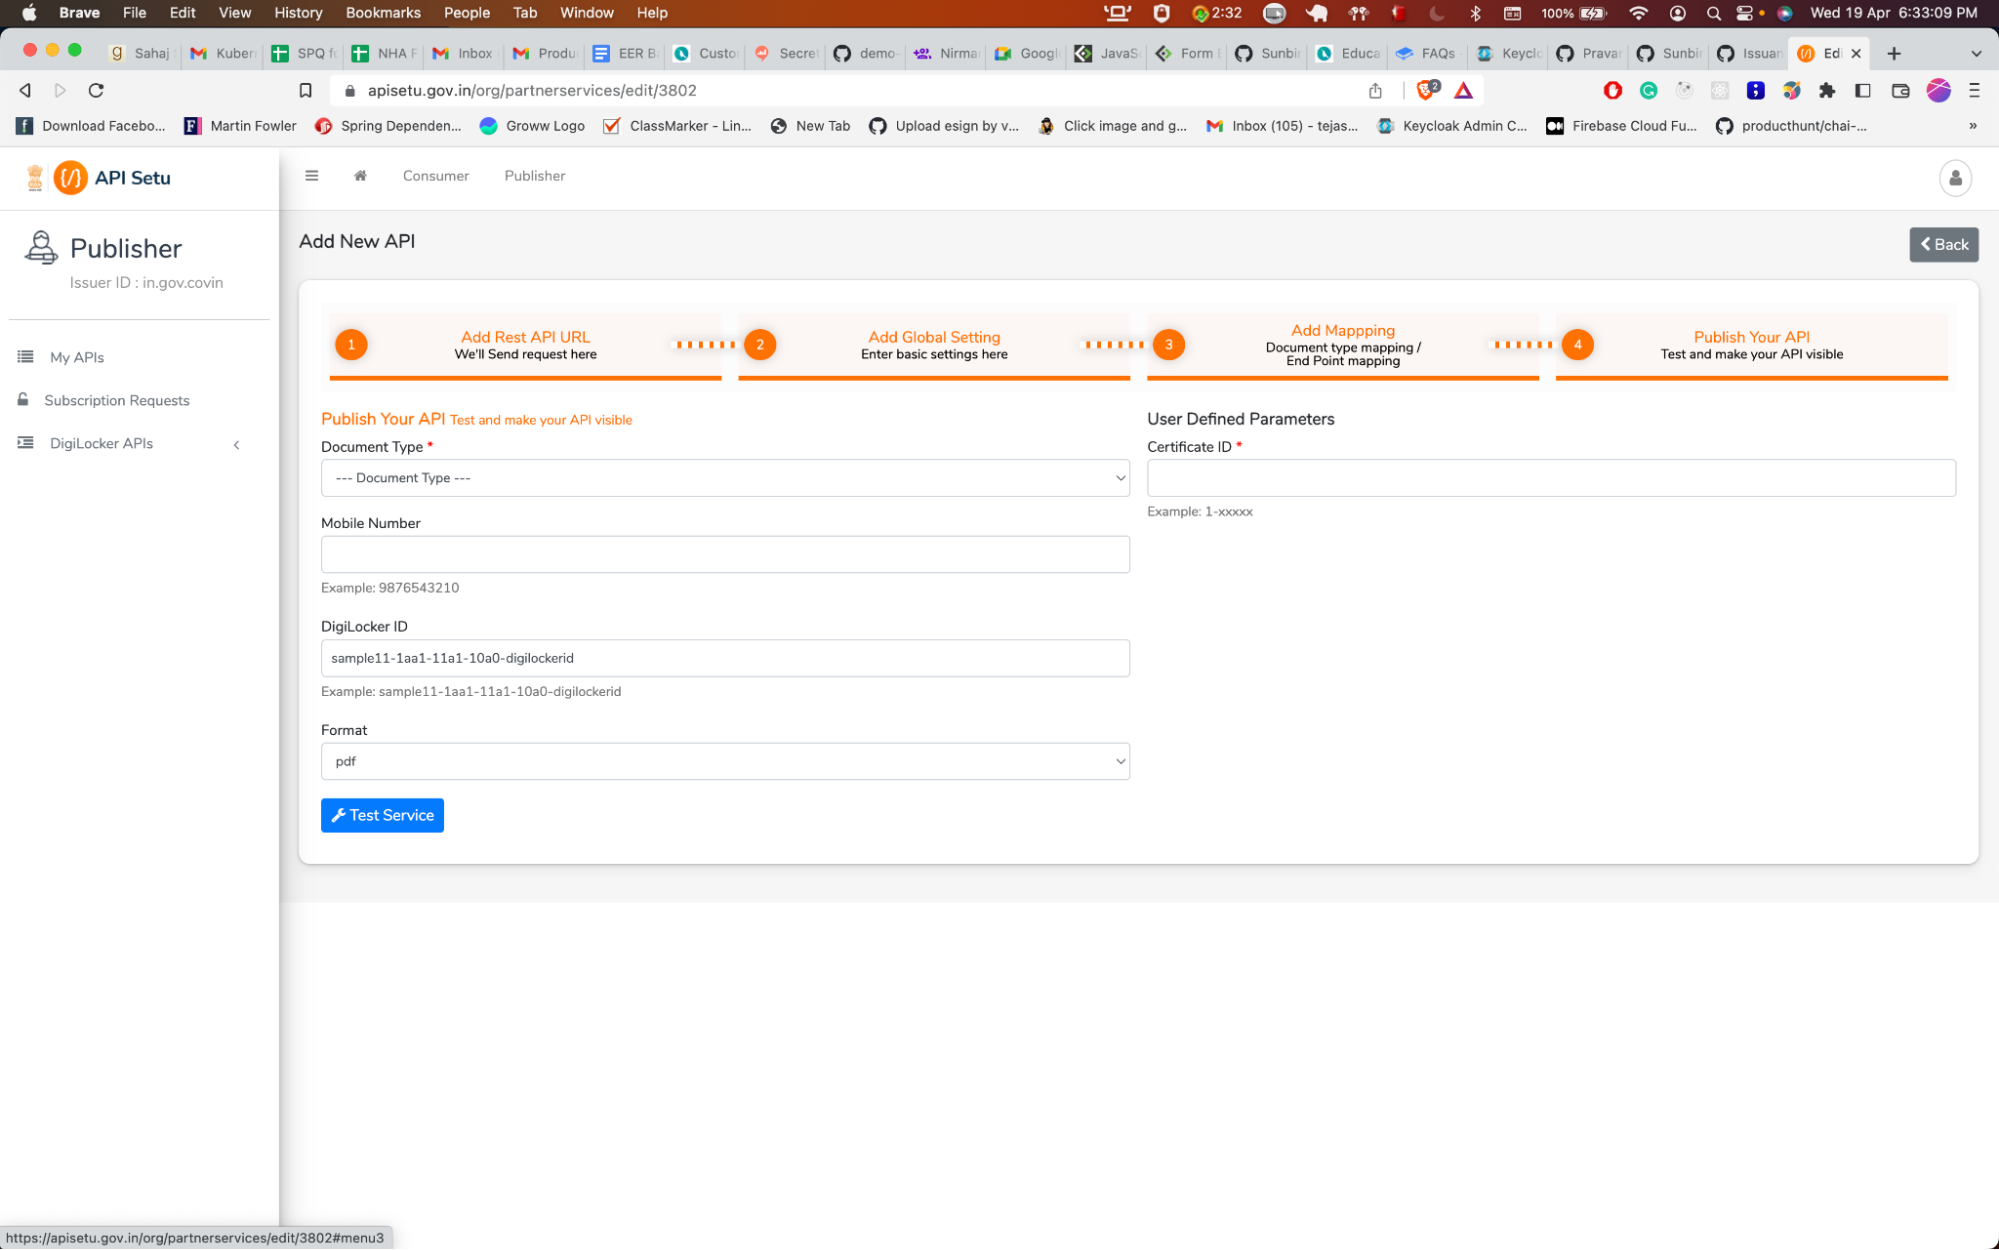 Brave File Edit View History Bookmarks People Tab Window Help 2:32 100% Wed 19 Apr 6:33:09 PM
Sahaj Kuber SPQ fo NHA F Inbox Produ EER B Custo Secret demo- Nirma Googl JavaS Form Sunbir Educa FAQs Keyclo Pravar Sunbir Issuan Edi
apisetu.gov.in/org/partnerservices/edit/3802 2
Download Facebo... Martin Fowler Spring Dependen... Groww Logo ClassMarker - Lin... New Tab Upload esign by v... Click image and g... Inbox (105) - tejas... Keycloak Admin C... Firebase Cloud Fu... producthunt/chai-... »
API Setu
Consumer Publisher
Publisher
Issuer ID : in.gov.covin
My APIs
Subscription Requests
DigiLocker APIs
Add New API
Back
1 Add Rest API URL
We'll Send request here
2 Add Global Setting
Enter basic settings here
3 Add Mappping
Document type mapping /
End Point mapping
4 Publish Your API
Test and make your API visible
Publish Your API Test and make your API visible
Document Type *
--- Document Type ---
Mobile Number
Example: 9876543210
DigiLocker ID
sample11-1aa1-11a1-10a0-digilockerid
Example: sample11-1aa1-11a1-10a0-digilockerid
Format
pdf
Test Service
User Defined Parameters
Certificate ID *
Example: 1-xxxxx
https://apisetu.gov.in/org/partnerservices/edit/3802#menu3